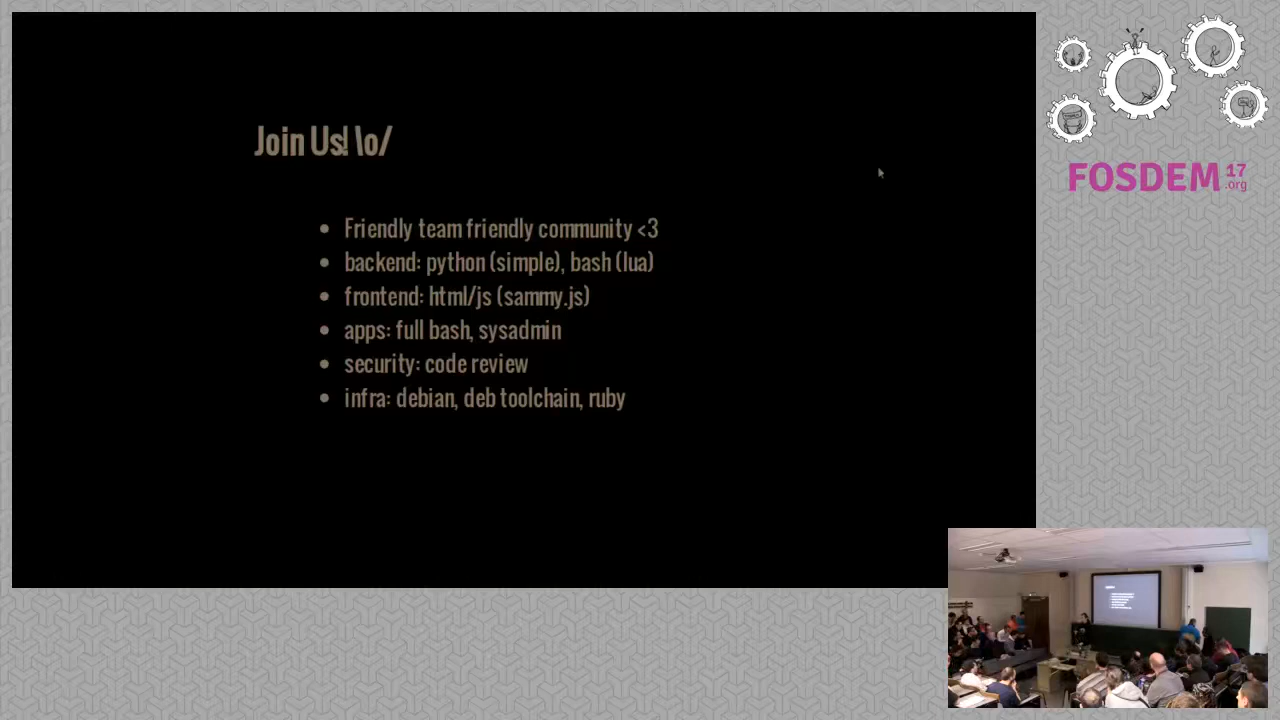 Join Us! \o/
Friendly team friendly community <3
backend: python (simple), bash (lua)
frontend: html/js (sammy.js)
apps: full bash, sysadmin
security: code review
infra: debian, deb toolchain, ruby
FOSDEM 17
.org